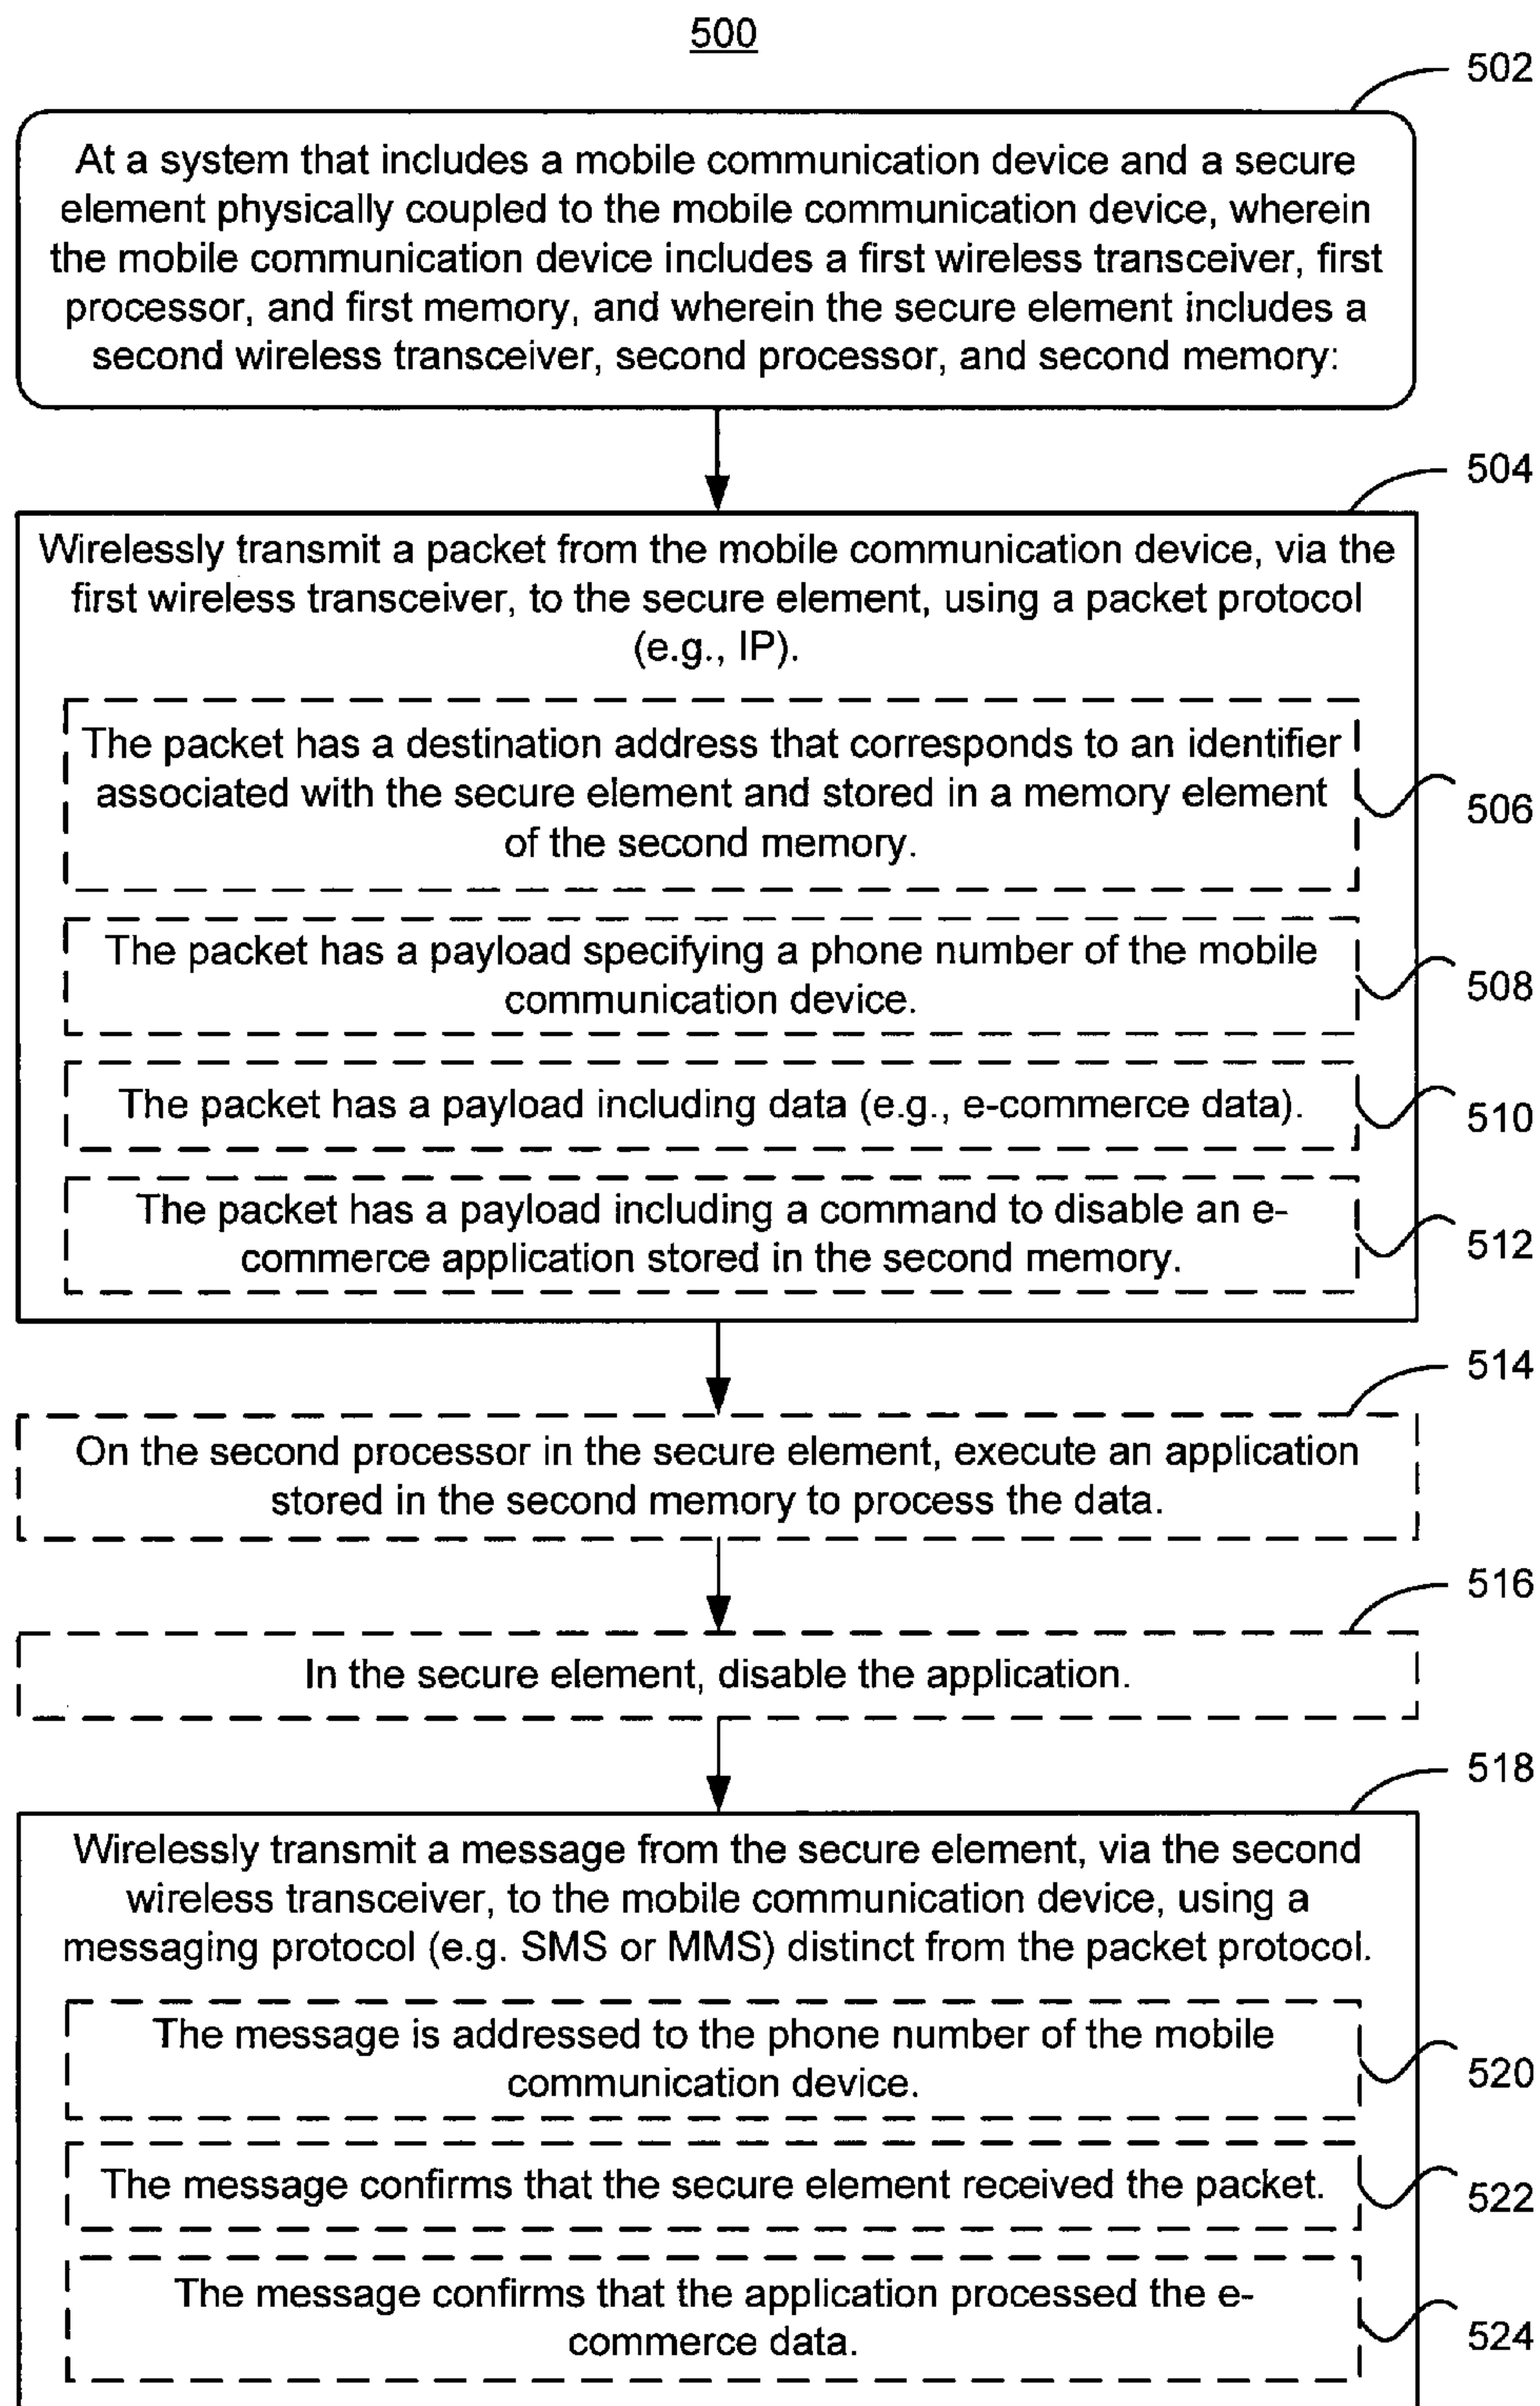 500
502
At a system that includes a mobile communication device and a secure
element physically coupled to the mobile communication device, wherein
the mobile communication device includes a first wireless transceiver, first
processor, and first memory, and wherein the secure element includes a
second wireless transceiver, second processor, and second memory:
504
Wirelessly transmit a packet from the mobile communication device, via the
first wireless transceiver, to the secure element, using a packet protocol
(e.g., IP).
The packet has a destination address that corresponds to an identifier
associated with the secure element and stored in a memory element
of the second memory.
506
The packet has a payload specifying a phone number of the mobile
communication device.
508
The packet has a payload including data (e.g., e-commerce data).
510
The packet has a payload including a command to disable an e-
commerce application stored in the second memory.
512
514
On the second processor in the secure element, execute an application
stored in the second memory to process the data.
516
In the secure element, disable the application.
518
Wirelessly transmit a message from the secure element, via the second
wireless transceiver, to the mobile communication device, using a
messaging protocol (e.g. SMS or MMS) distinct from the packet protocol.
The message is addressed to the phone number of the mobile
communication device.
520
The message confirms that the secure element received the packet.
522
The message confirms that the application processed the e-
commerce data.
524